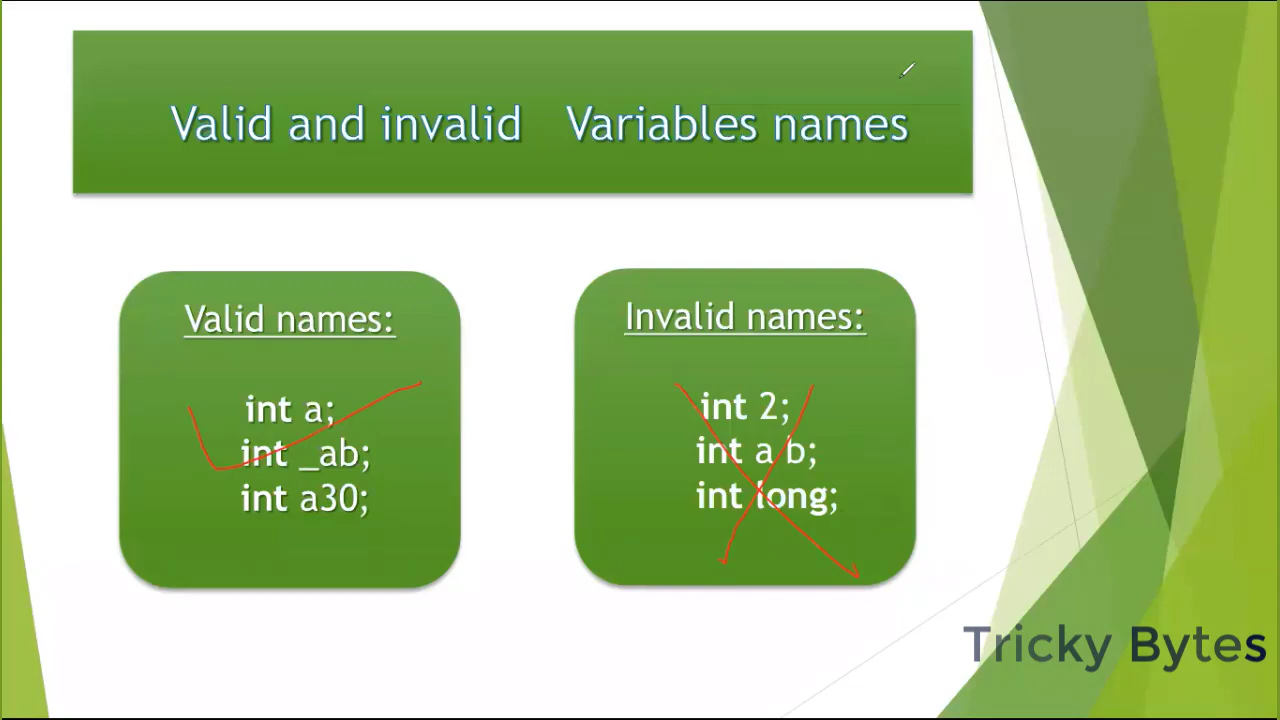 Valid and invalid Variables names
Valid names:
int a;
int _ab;
int a30;
Invalid names:
int 2;
int a b;
int long;
Tricky Bytes